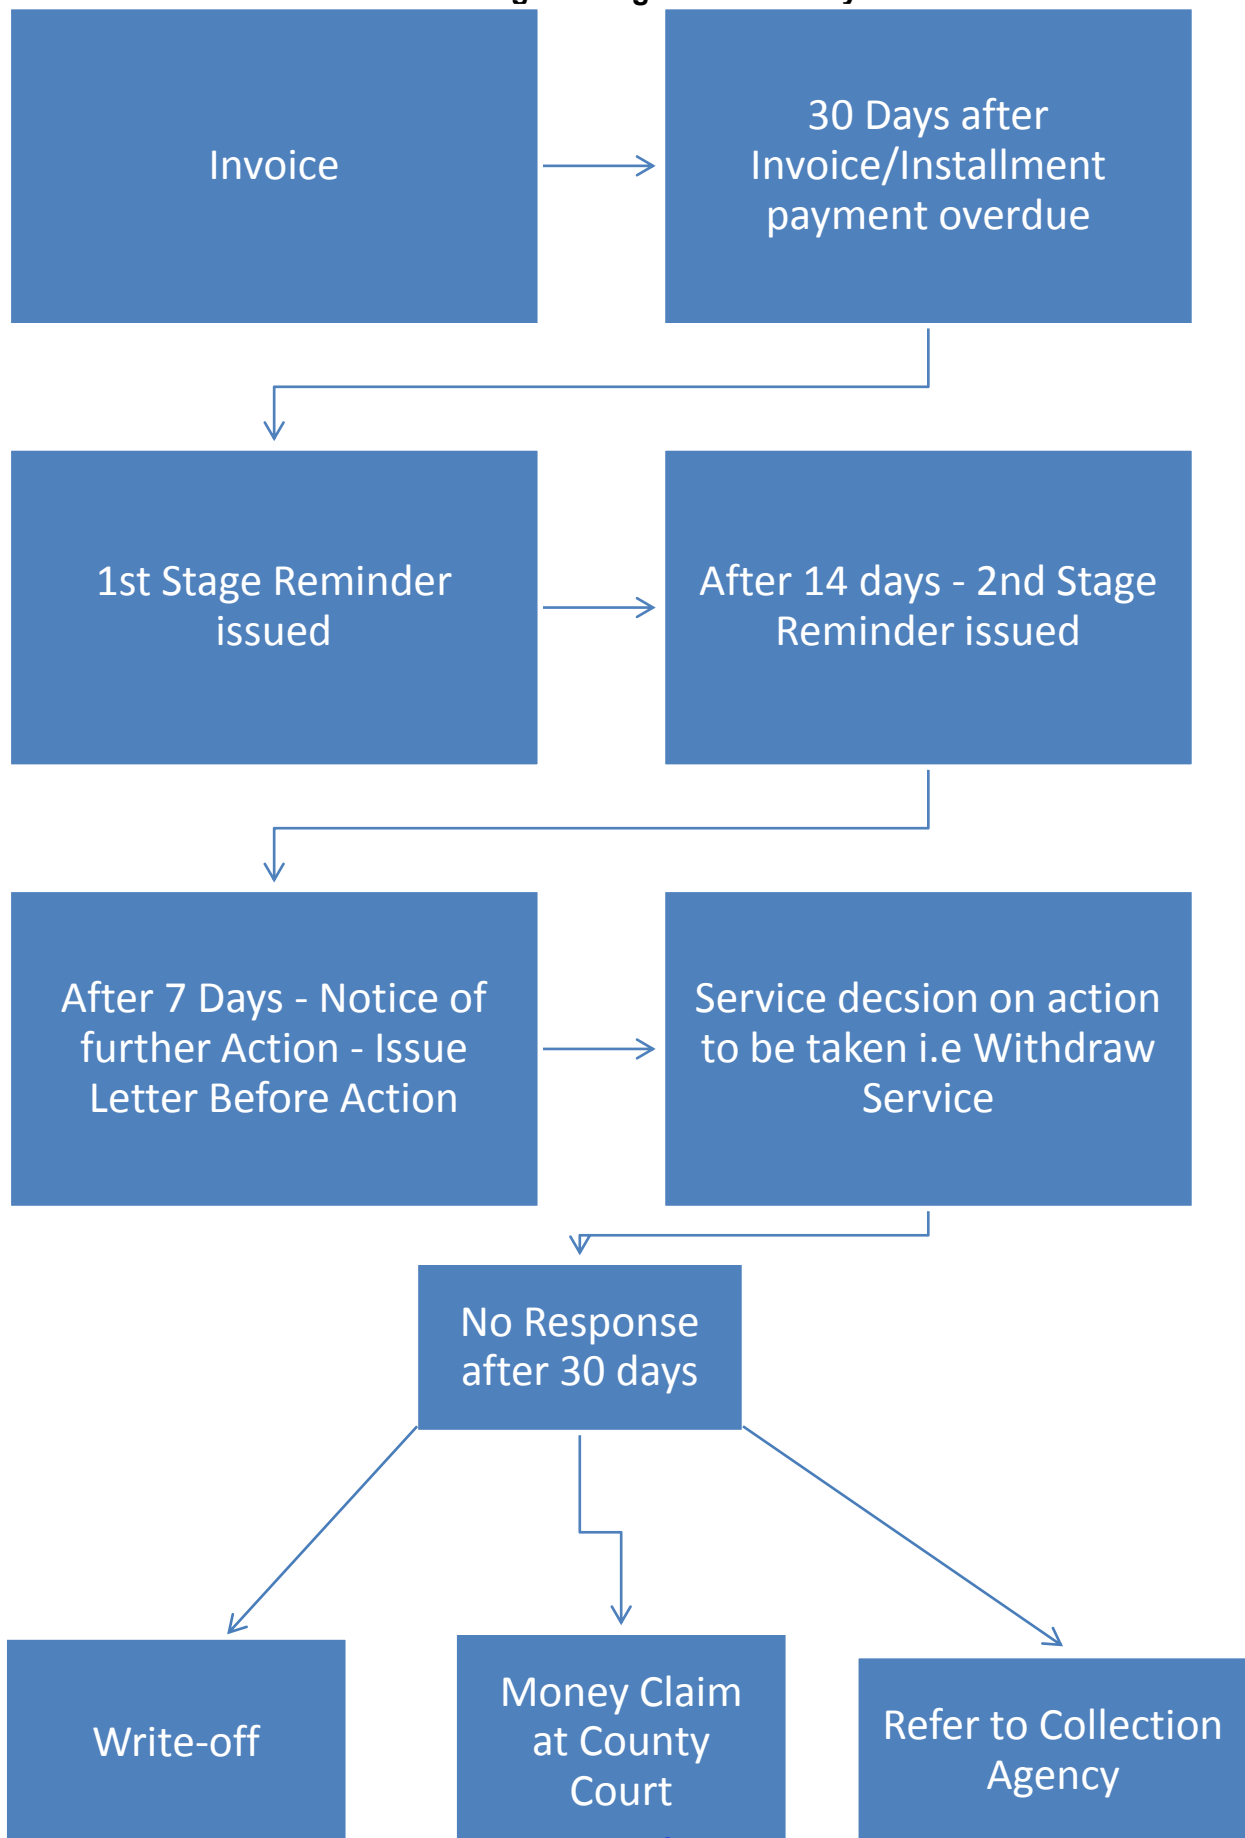 Invoice
30 Days after
Invoice/Installment
payment overdue
1st Stage Reminder
issued
After 14 days - 2nd Stage
Reminder issued
After 7 Days - Notice of
further Action - Issue
Letter Before Action
Service decsion on action
to be taken i.e Withdraw
Service
No Response
after 30 days
Write-off
Money Claim
at County
Court
Refer to Collection
Agency